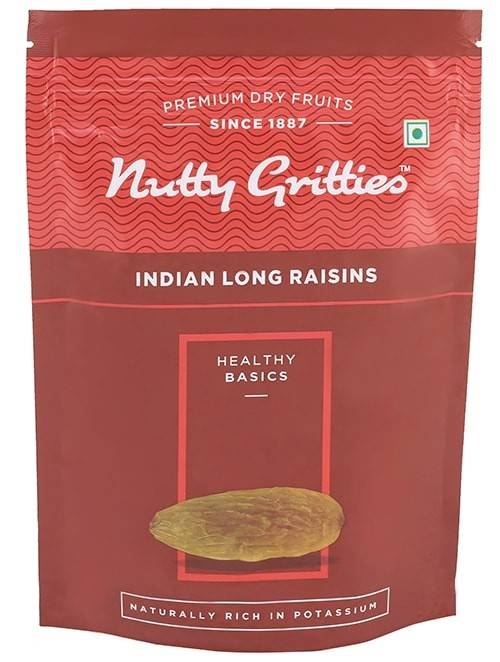 PREMIUM DRY FRUITS
SINCE 1887
Nutty Gritties™
INDIAN LONG RAISINS
HEALTHY
BASICS
NATURALLY RICH IN POTASSIUM